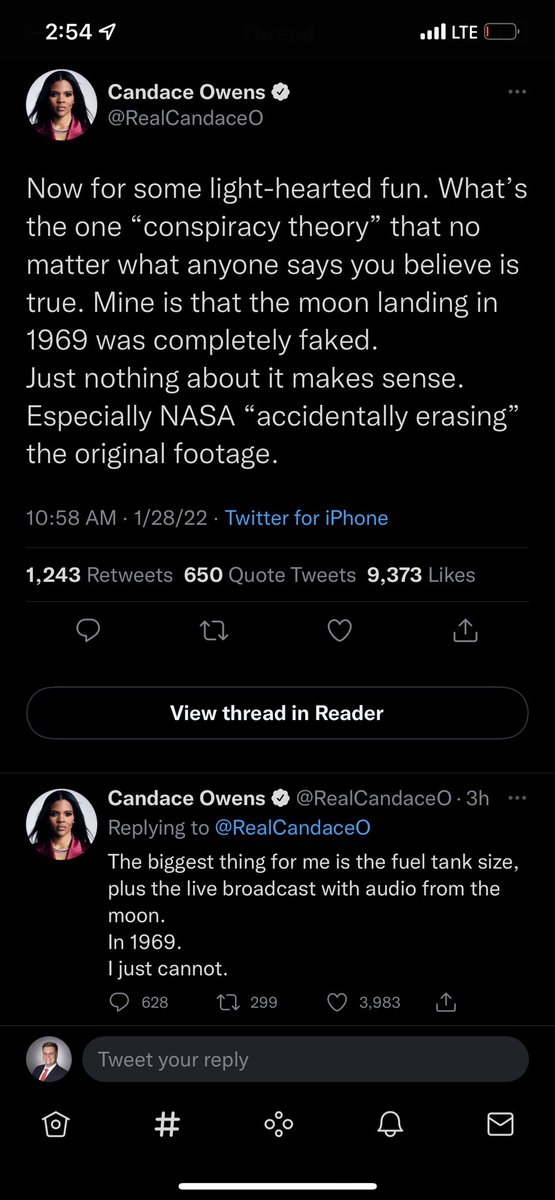 2:54 LTE
Thread
Candace Owens
@RealCandaceO
Now for some light-hearted fun. What’s
the one “conspiracy theory” that no
matter what anyone says you believe is
true. Mine is that the moon landing in
1969 was completely faked.
Just nothing about it makes sense.
Especially NASA “accidentally erasing”
the original footage.
10:58 AM · 1/28/22 · Twitter for iPhone
1,243 Retweets 650 Quote Tweets 9,373 Likes
View thread in Reader
Candace Owens @RealCandaceO · 3h
Replying to @RealCandaceO
The biggest thing for me is the fuel tank size,
plus the live broadcast with audio from the
moon.
In 1969.
I just cannot.
628 299 3,983
Tweet your reply